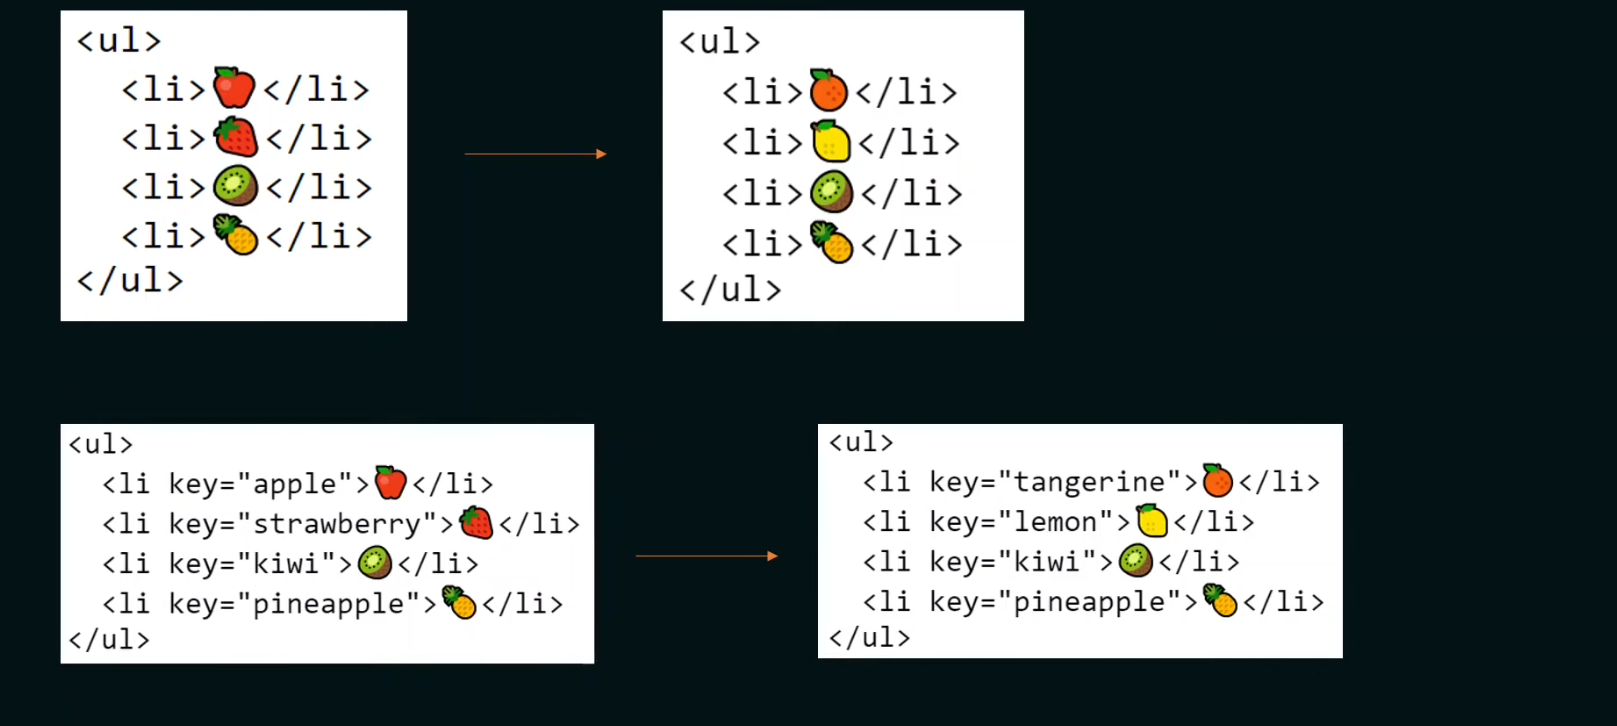 <ul>
<li>🍎</li>
<li>🍓</li>
<li>🥝</li>
<li>🍍</li>
</ul>
<ul>
<li>🍊</li>
<li>🍋</li>
<li>🥝</li>
<li>🍍</li>
</ul>
<ul>
<li key="apple">🍎</li>
<li key="strawberry">🍓</li>
<li key="kiwi">🥝</li>
<li key="pineapple">🍍</li>
</ul>
<ul>
<li key="tangerine">🍊</li>
<li key="lemon">🍋</li>
<li key="kiwi">🥝</li>
<li key="pineapple">🍍</li>
</ul>